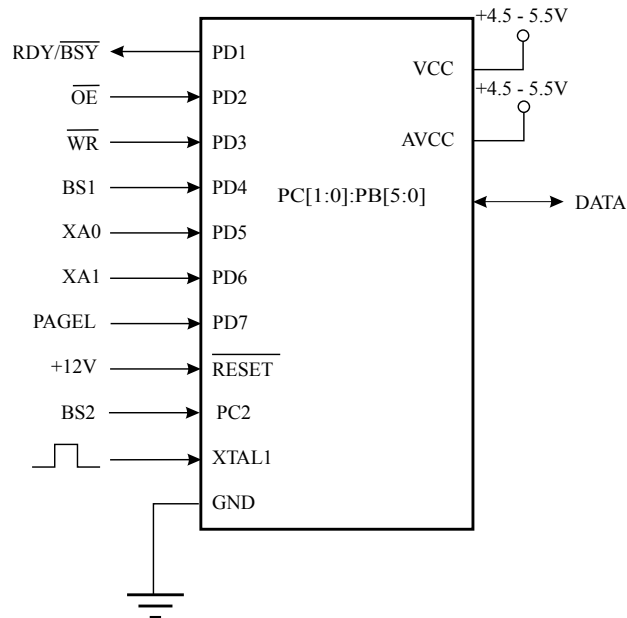 +4.5 - 5.5V
RDY/BSY PD1
VCC
OE PD2
+4.5 - 5.5V
WR PD3
AVCC
BS1 PD4
PC[1:0]:PB[5:0]
DATA
XA0 PD5
XA1 PD6
PAGEL PD7
+12V RESET
BS2 PC2
XTAL1
GND